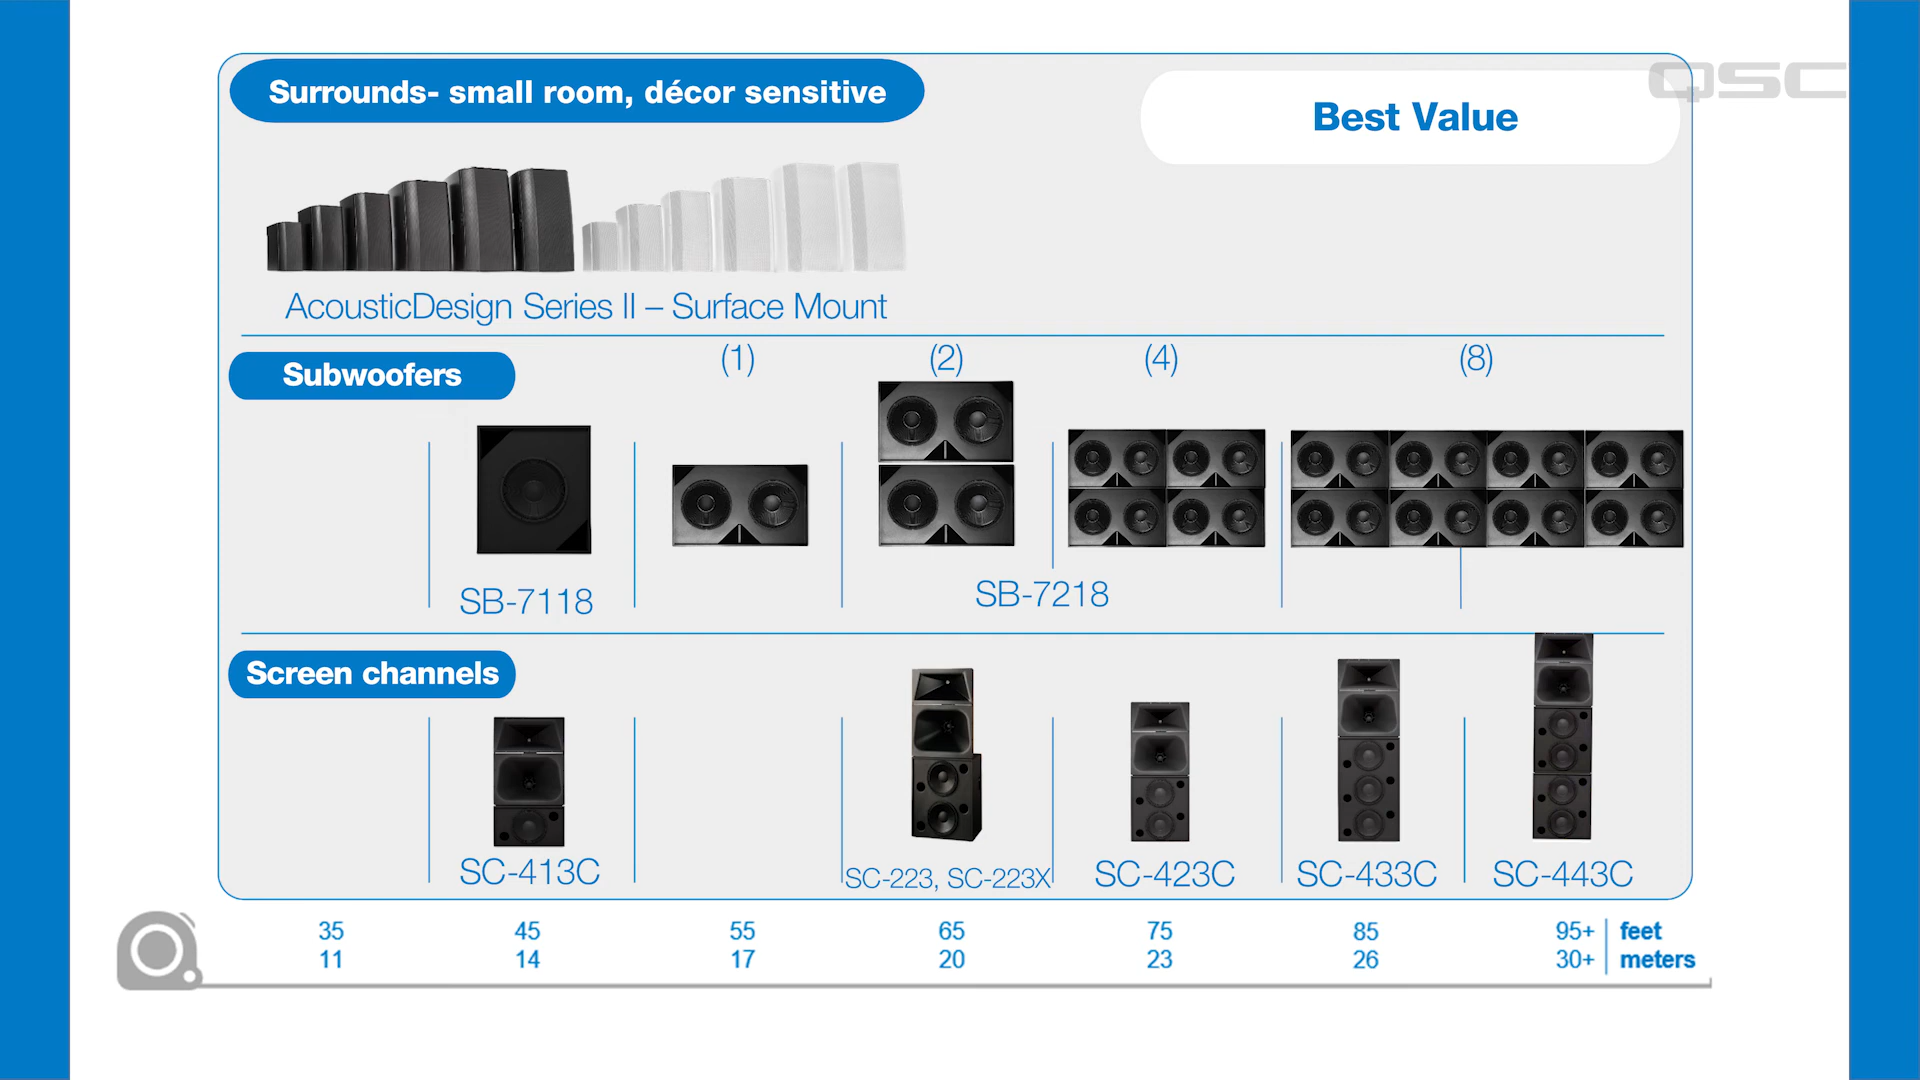 QSC
Surrounds- small room, décor sensitive
Best Value
AcousticDesign Series II – Surface Mount
Subwoofers
(1) (2) (4) (8)
SB-7118
SB-7218
Screen channels
SC-413C
SC-223, SC-223X
SC-423C
SC-433C
SC-443C
35 45 55 65 75 85 95+ feet
11 14 17 20 23 26 30+ meters